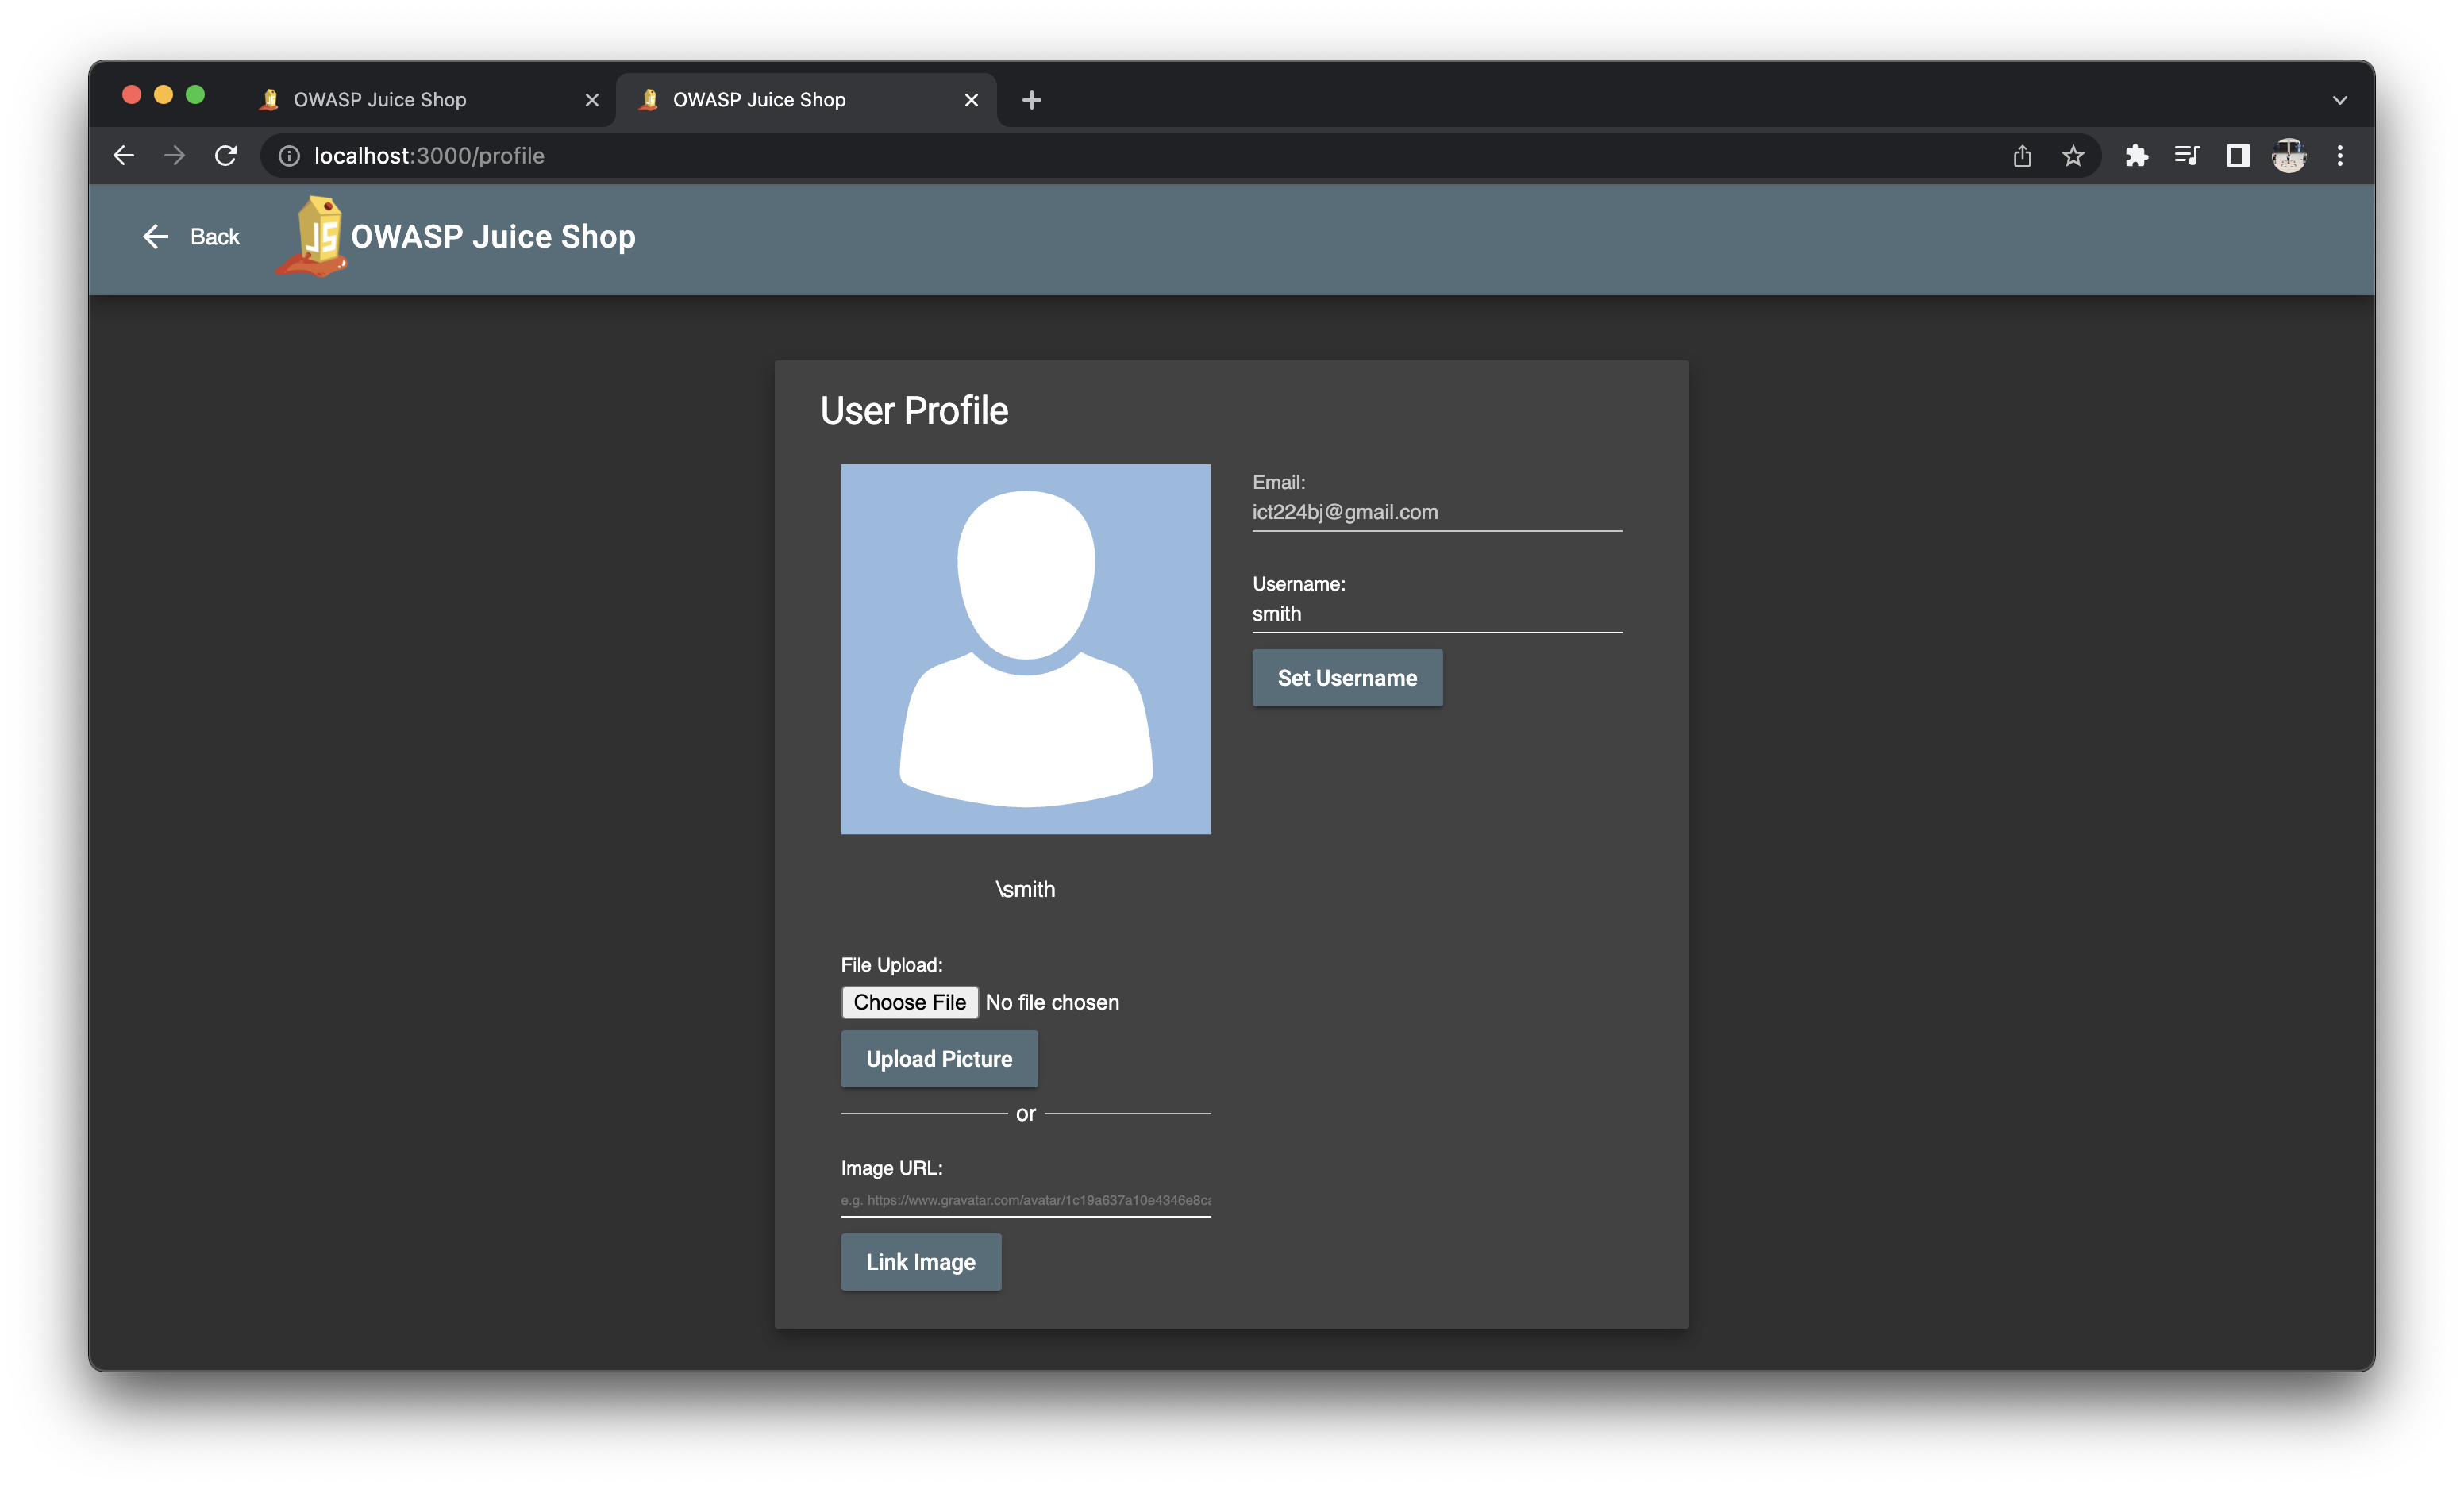 OWASP Juice Shop
OWASP Juice Shop
localhost:3000/profile
Back
JS
OWASP Juice Shop
User Profile
Email:
ict224bj@gmail.com
Username:
smith
Set Username
\smith
File Upload:
Choose File No file chosen
Upload Picture
or
Image URL:
e.g. https://www.gravatar.com/avatar/1c19a637a10e4346e8ca
Link Image